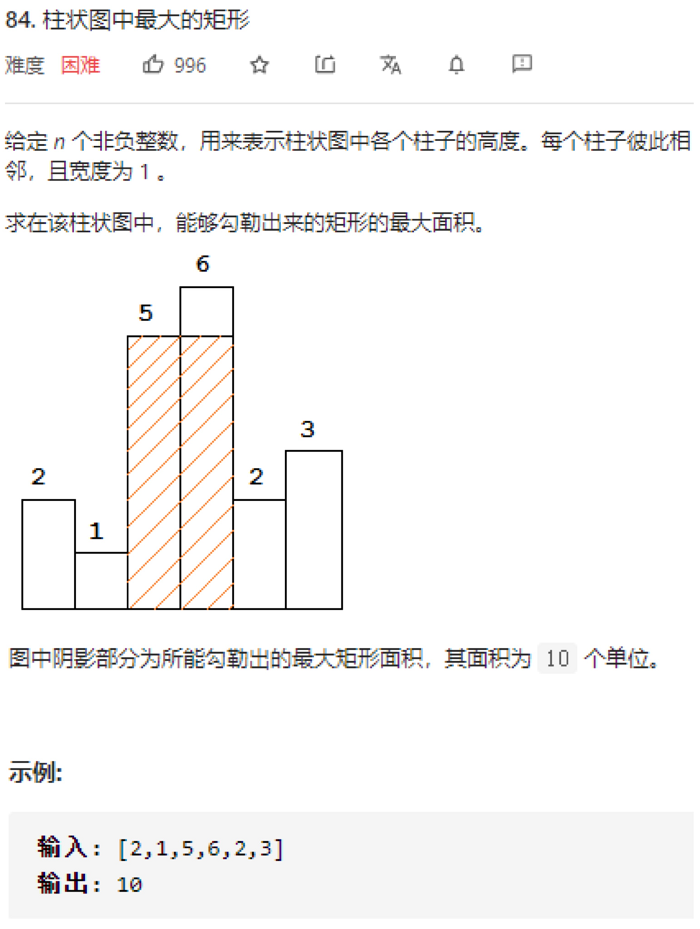 84. 柱状图中最大的矩形
难度 困难 996
给定 n 个非负整数，用来表示柱状图中各个柱子的高度。每个柱子彼此相
邻，且宽度为 1 。
求在该柱状图中，能够勾勒出来的矩形的最大面积。
6
5
3
2
2
1
图中阴影部分为所能勾勒出的最大矩形面积，其面积为 10 个单位。
示例:
输入: [2,1,5,6,2,3]
输出: 10